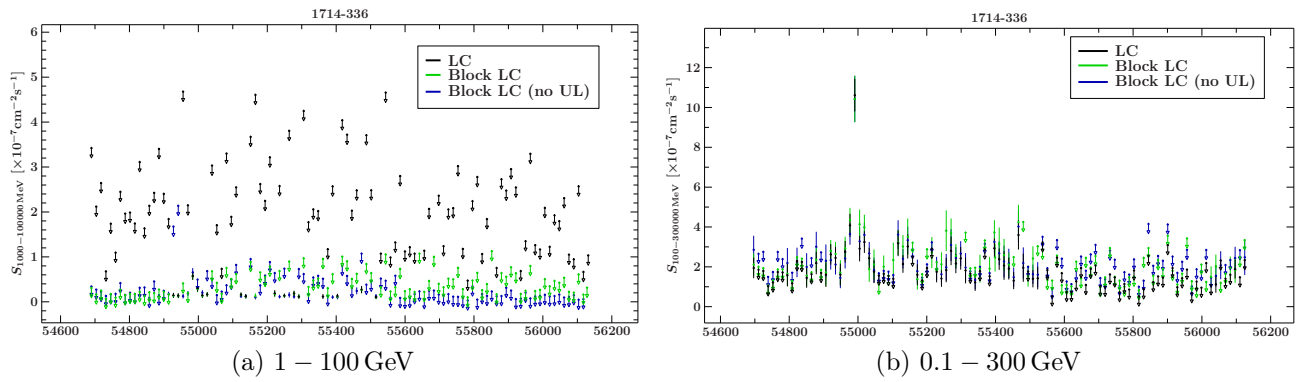 1714-336
6
5
4
3
2
1
0
S1000−100000 MeV [×10−7cm−2s−1]
LC
Block LC
Block LC (no UL)
54600 54800 55000 55200 55400 55600 55800 56000 56200
(a) 1 − 100 GeV
1714-336
12
10
8
6
4
2
0
S100−300000 MeV [×10−7cm−2s−1]
LC
Block LC
Block LC (no UL)
54600 54800 55000 55200 55400 55600 55800 56000 56200
(b) 0.1 − 300 GeV